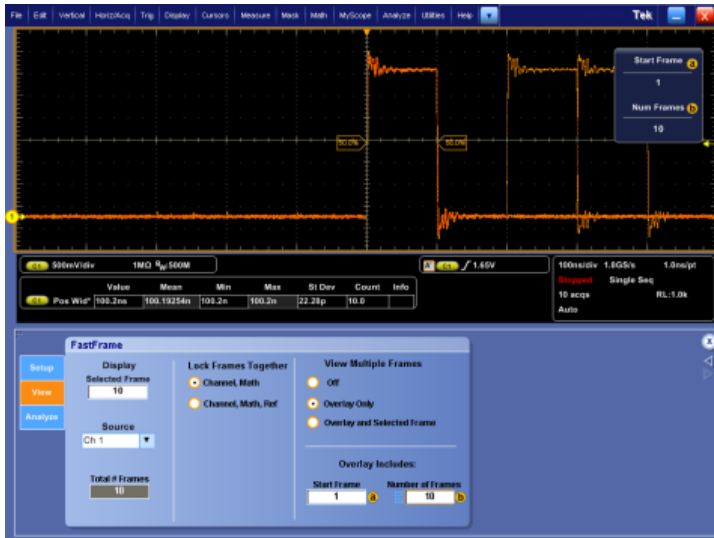 File Edit Vertical Horiz/Acq Trig Display Cursors Measure Mask Math MyScope Analyze Utilities Help Tek X
Start Frame a
1
Num Frames b
10
50.0% 50.0%
1
C1 500mV/div 1MΩ BW:500M
A' C1 1.65V
100ns/div 1.0GS/s 1.0ns/pt
Stopped Single Seq
10 acqs RL:1.0k
Auto
Value Mean Min Max St Dev Count Info
C1 Pos Wid* 100.2ns 100.19254n 100.2n 100.2n 22.28p 10.0
FastFrame
X
Setup
View
Analyze
Display
Selected Frame
10
Source
Ch 1
Total # Frames
10
Lock Frames Together
Channel, Math
Channel, Math, Ref
View Multiple Frames
Off
Overlay Only
Overlay and Selected Frame
Overlay Includes:
Start Frame Number of Frames
1 a 10 b